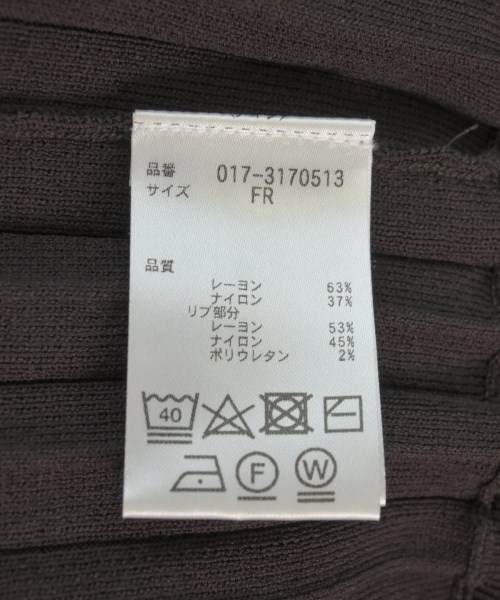 品番 017-3170513
サイズ FR
品質
レーヨン 63%
ナイロン 37%
リブ部分
レーヨン 53%
ナイロン 45%
ポリウレタン 2%
40
F W